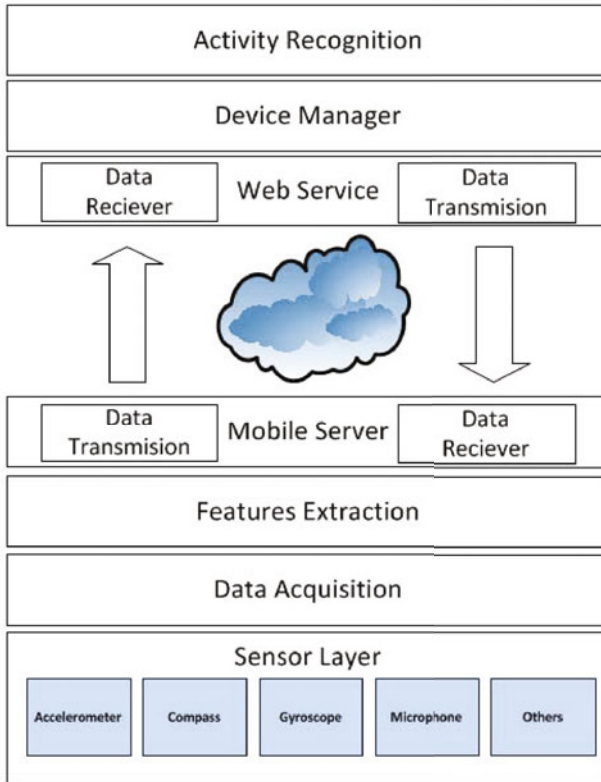 Activity Recognition
Device Manager
Data
Reciever
Web Service
Data
Transmision
Data
Transmision
Mobile Server
Data
Reciever
Features Extraction
Data Acquisition
Sensor Layer
Accelerometer
Compass
Gyroscope
Microphone
Others